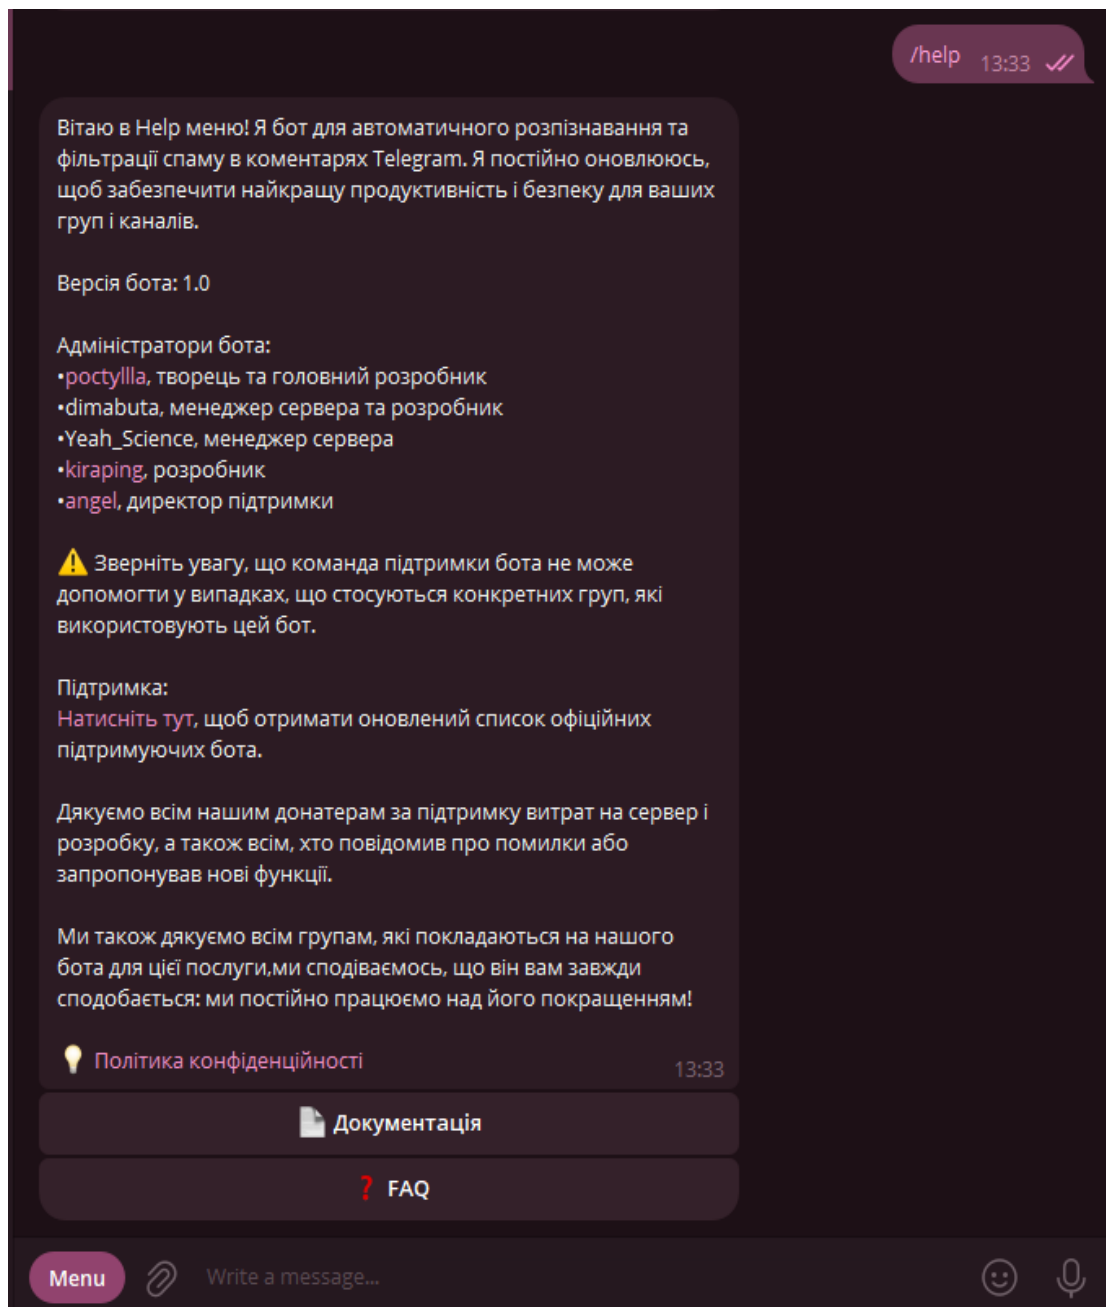 /help 13:33
Вітаю в Help меню! Я бот для автоматичного розпізнавання та
фільтрації спаму в коментарях Telegram. Я постійно оновлююсь,
щоб забезпечити найкращу продуктивність і безпеку для ваших
груп і каналів.
Версія бота: 1.0
Адміністратори бота:
•poctyllla, творець та головний розробник
•dimabuta, менеджер сервера та розробник
•Yeah_Science, менеджер сервера
•kiraping, розробник
•angel, директор підтримки
⚠️ Зверніть увагу, що команда підтримки бота не може
допомогти у випадках, що стосуються конкретних груп, які
використовують цей бот.
Підтримка:
Натисніть тут, щоб отримати оновлений список офіційних
підтримуючих бота.
Дякуємо всім нашим донатерам за підтримку витрат на сервер і
розробку, а також всім, хто повідомив про помилки або
запропонував нові функції.
Ми також дякуємо всім групам, які покладаються на нашого
бота для цієї послуги,ми сподіваємось, що він вам завжди
сподобається: ми постійно працюємо над його покращенням!
💡 Політика конфіденційності
13:33
📄 Документація
❓ FAQ
Menu Write a message...